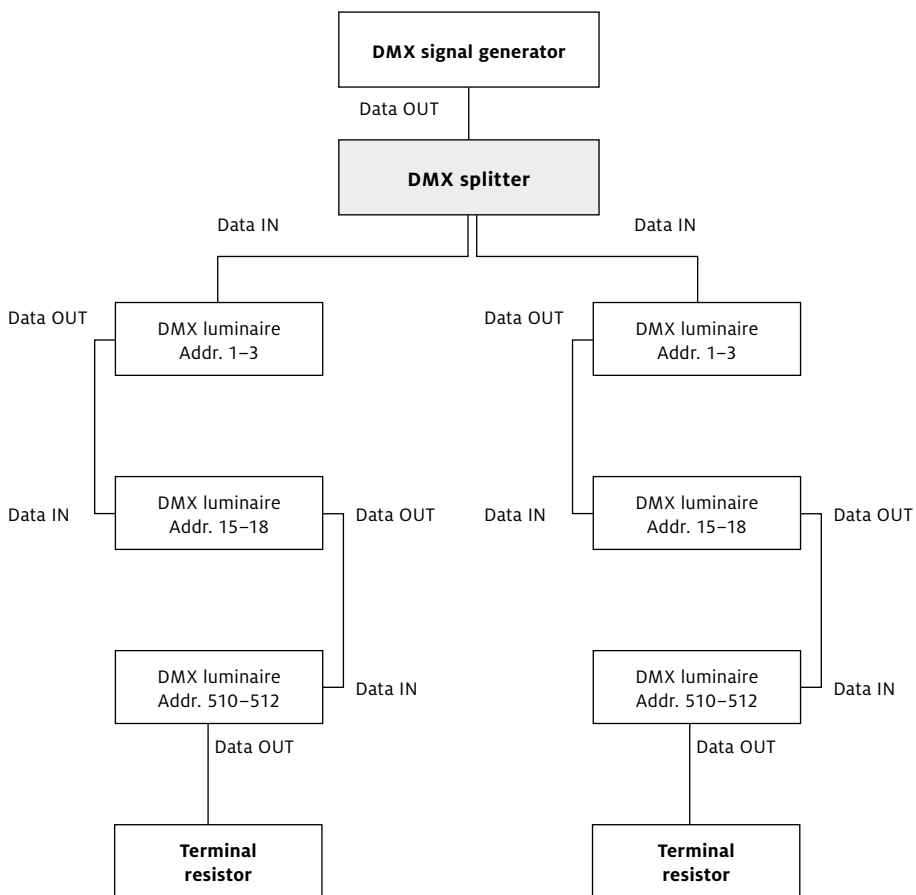 DMX signal generator
Data OUT
DMX splitter
Data IN
Data IN
Data OUT
DMX luminaire
Addr. 1–3
Data OUT
DMX luminaire
Addr. 1–3
Data IN
DMX luminaire
Addr. 15–18
Data OUT
Data IN
DMX luminaire
Addr. 15–18
Data OUT
DMX luminaire
Addr. 510–512
Data IN
DMX luminaire
Addr. 510–512
Data IN
Data OUT
Data OUT
Terminal
resistor
Terminal
resistor